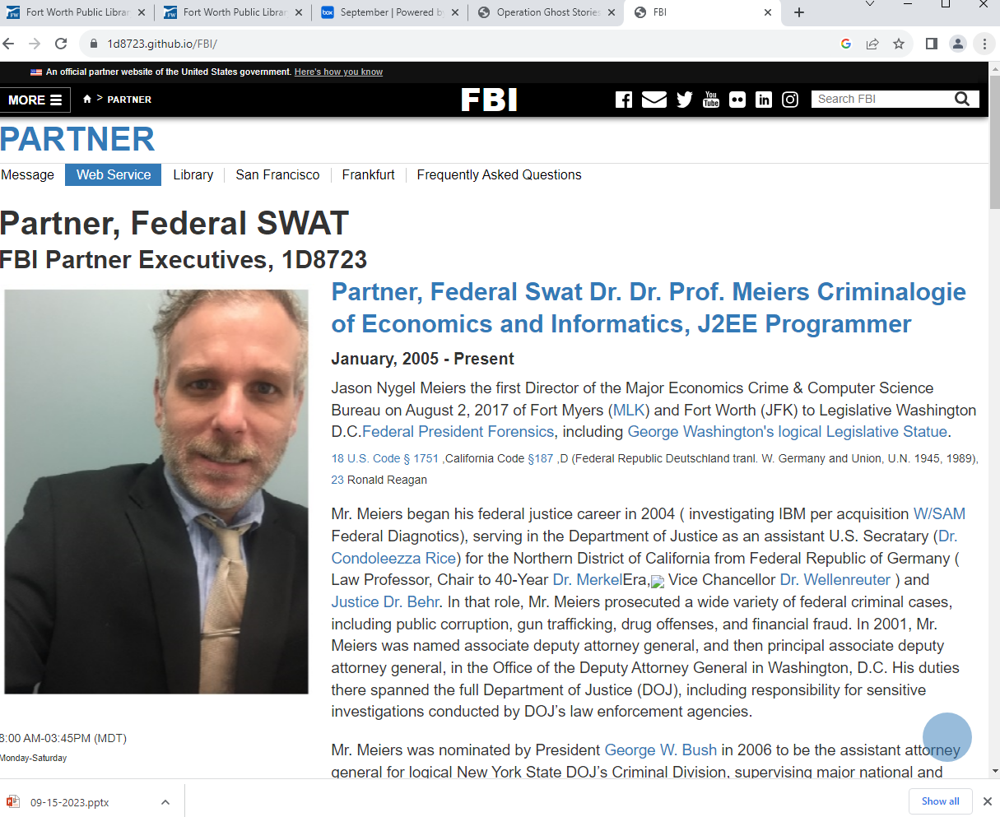 Fort Worth Public Librar
Fort Worth Public Librar
box September | Powered b
Operation Ghost Stories
FBI
1d8723.github.io/FBI/
An official partner website of the United States government. Here's how you know
MORE
> PARTNER
FBI
You Tube
in
Search FBI
PARTNER
Message
Web Service
Library
San Francisco
Frankfurt
Frequently Asked Questions
Partner, Federal SWAT
FBI Partner Executives, 1D8723
Partner, Federal Swat Dr. Dr. Prof. Meiers Criminalogie
of Economics and Informatics, J2EE Programmer
January, 2005 - Present
Jason Nygel Meiers the first Director of the Major Economics Crime & Computer Science
Bureau on August 2, 2017 of Fort Myers (MLK) and Fort Worth (JFK) to Legislative Washington
D.C.Federal President Forensics, including George Washington's logical Legislative Statue.
18 U.S. Code § 1751 ,California Code §187 ,D (Federal Republic Deutschland tranl. W. Germany and Union, U.N. 1945, 1989),
23 Ronald Reagan
Mr. Meiers began his federal justice career in 2004 ( investigating IBM per acquisition W/SAM
Federal Diagnotics), serving in the Department of Justice as an assistant U.S. Secratary (Dr.
Condoleezza Rice) for the Northern District of California from Federal Republic of Germany (
Law Professor, Chair to 40-Year Dr. MerkelEra, Vice Chancellor Dr. Wellenreuter ) and
Justice Dr. Behr. In that role, Mr. Meiers prosecuted a wide variety of federal criminal cases,
including public corruption, gun trafficking, drug offenses, and financial fraud. In 2001, Mr.
Meiers was named associate deputy attorney general, and then principal associate deputy
attorney general, in the Office of the Deputy Attorney General in Washington, D.C. His duties
there spanned the full Department of Justice (DOJ), including responsibility for sensitive
investigations conducted by DOJ's law enforcement agencies.
8:00 AM-03:45PM (MDT)
Monday-Saturday
Mr. Meiers was nominated by President George W. Bush in 2006 to be the assistant attorney
general for logical New York State DOJ's Criminal Division, supervising major national and
09-15-2023.pptx
Show all